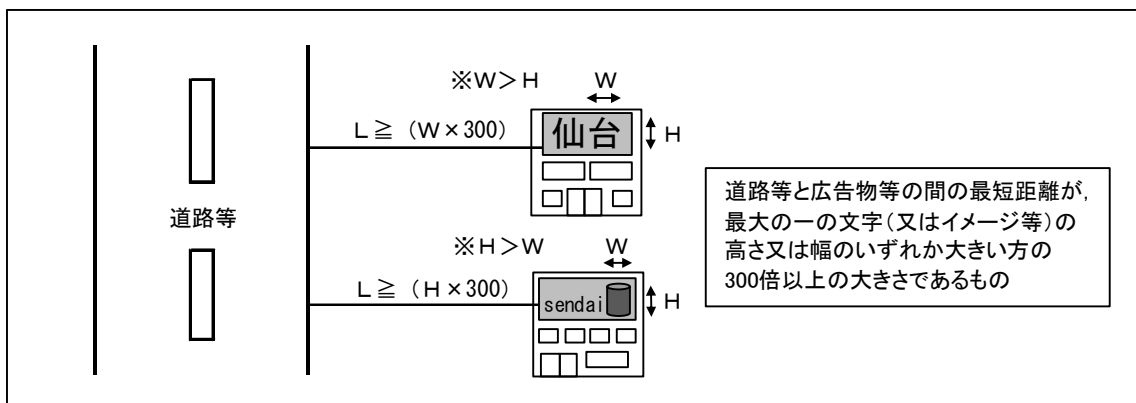 ※W＞H
W
L≧（W×300）
仙台
H
道路等
※H＞W
W
L≧（H×300）
sendai
H
道路等と広告物等の間の最短距離が，
最大の一の文字（又はイメージ等）の
高さ又は幅のいずれか大きい方の
300倍以上の大きさであるもの